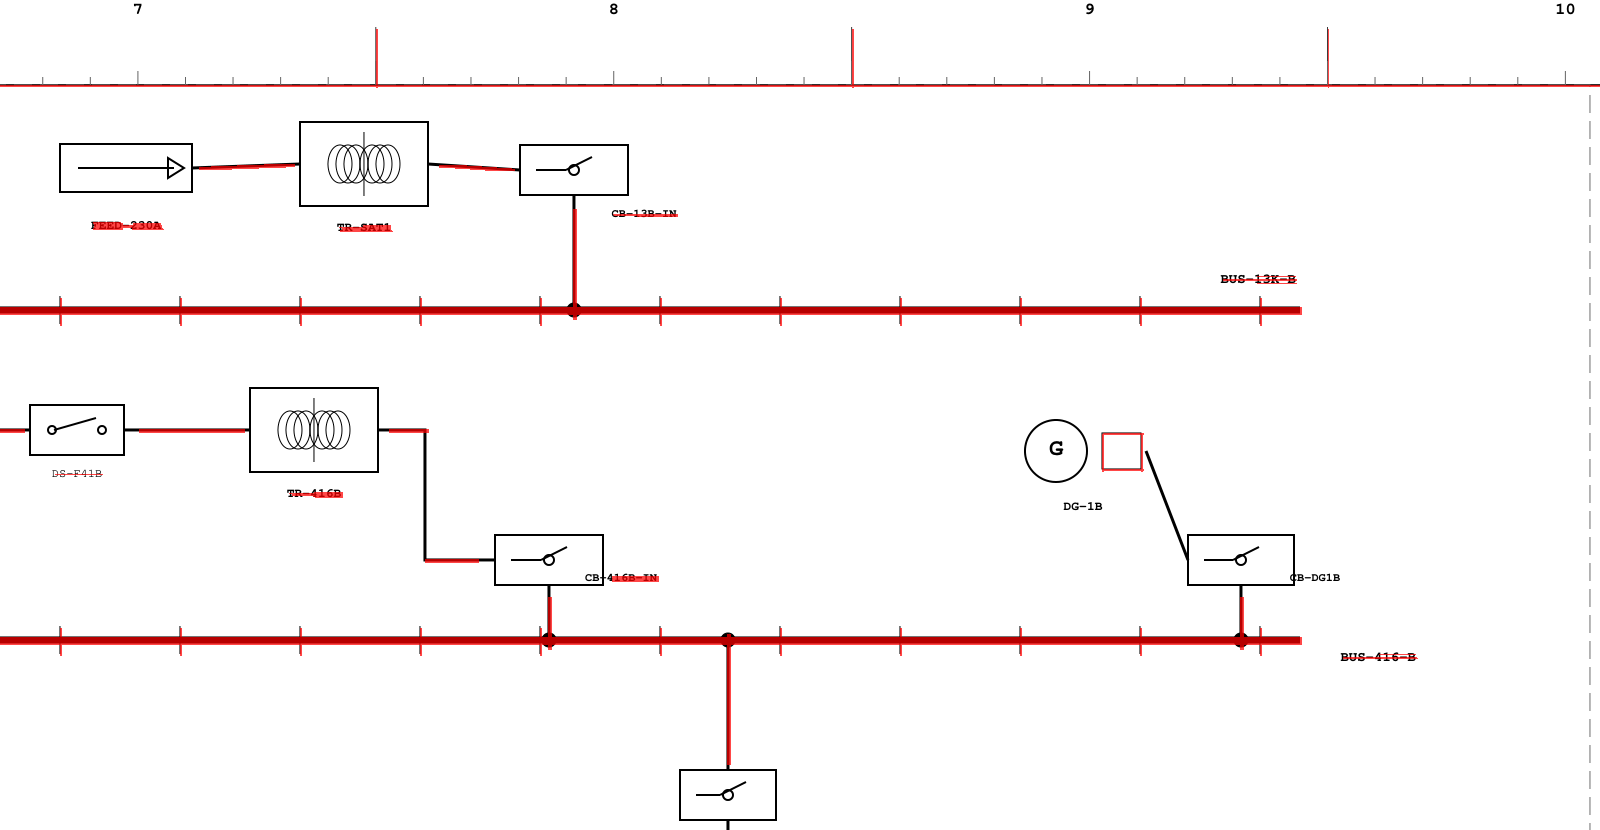 7 8 9 10
FEED-230A
TR-SAT1
CB-13B-IN
BUS-13K-B
DS-F41B
TR-416B
G
DG-1B
CB-416B-IN
CB-DG1B
BUS-416-B